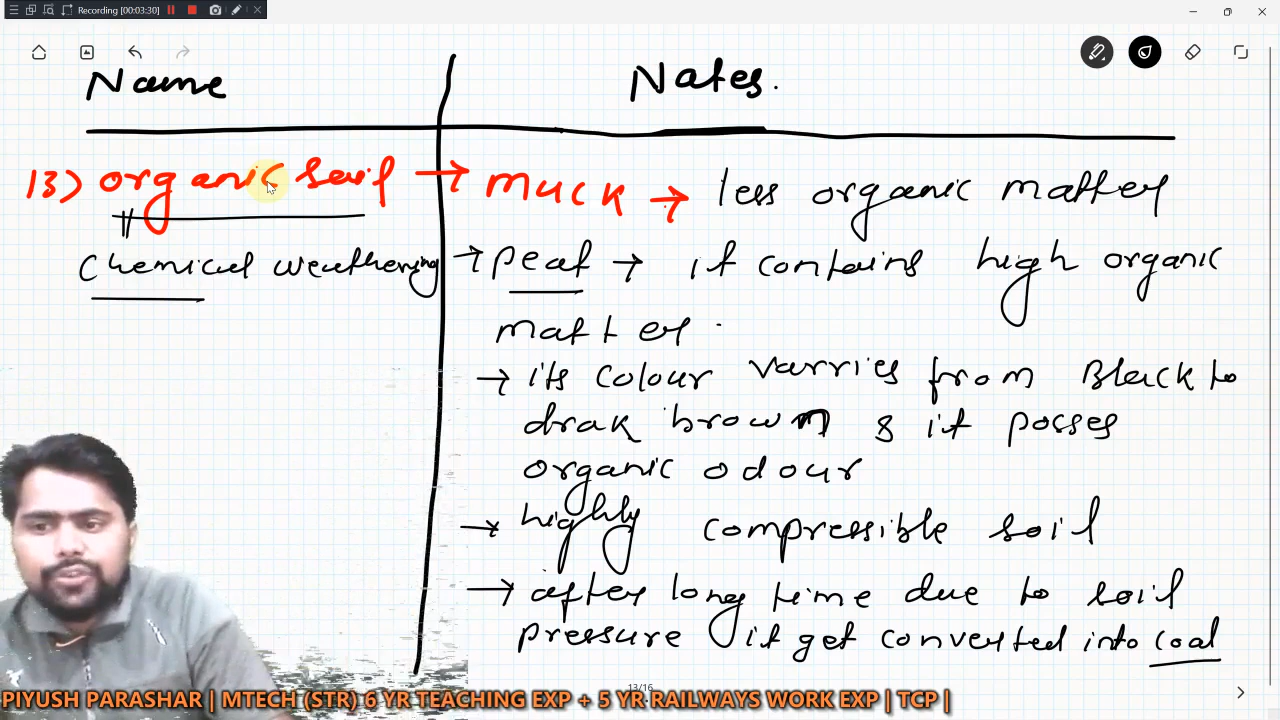 Recording [00:03:30]
Name Notes.
13) organic soil → muck → less organic matter
Chemical weathering → peat → it contains high organic
matter.
→ its colour varries from Black to
drak brown & it posses
organic odour
→ highly compressible soil
→ after long time due to soil
pressure it get converted into coal
13/16
PIYUSH PARASHAR | MTECH (STR) 6 YR TEACHING EXP + 5 YR RAILWAYS WORK EXP | TCP |